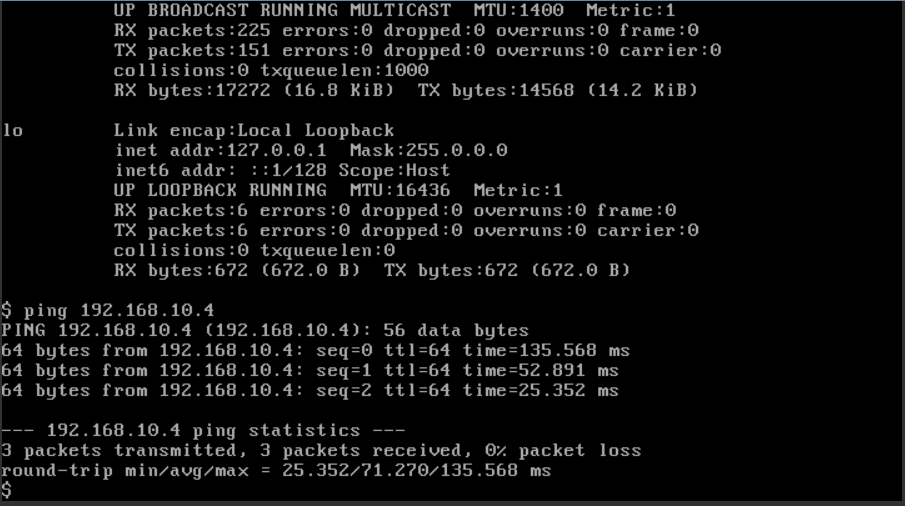 UP BROADCAST RUNNING MULTICAST  MTU:1400  Metric:1
RX packets:225 errors:0 dropped:0 overruns:0 frame:0
TX packets:151 errors:0 dropped:0 overruns:0 carrier:0
collisions:0 txqueuelen:1000
RX bytes:17272 (16.8 KiB)  TX bytes:14568 (14.2 KiB)
lo        Link encap:Local Loopback
inet addr:127.0.0.1  Mask:255.0.0.0
inet6 addr: ::1/128 Scope:Host
UP LOOPBACK RUNNING  MTU:16436  Metric:1
RX packets:6 errors:0 dropped:0 overruns:0 frame:0
TX packets:6 errors:0 dropped:0 overruns:0 carrier:0
collisions:0 txqueuelen:0
RX bytes:672 (672.0 B)  TX bytes:672 (672.0 B)
$ ping 192.168.10.4
PING 192.168.10.4 (192.168.10.4): 56 data bytes
64 bytes from 192.168.10.4: seq=0 ttl=64 time=135.568 ms
64 bytes from 192.168.10.4: seq=1 ttl=64 time=52.891 ms
64 bytes from 192.168.10.4: seq=2 ttl=64 time=25.352 ms
--- 192.168.10.4 ping statistics ---
3 packets transmitted, 3 packets received, 0% packet loss
round-trip min/avg/max = 25.352/71.270/135.568 ms
$